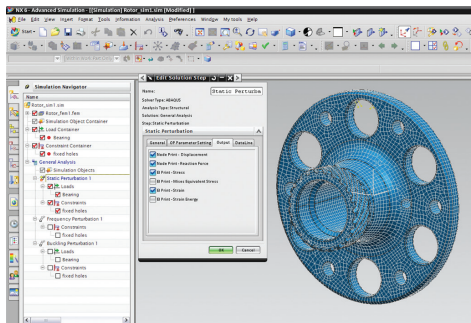 NX 6 - Advanced Simulation - [(Simulation) Rotor_sim1.sim (Modified) ]
File Edit View Insert Format Tools Information Analysis Preferences Window My tools Help
Start
Simulation Navigator
Name
Rotor_sim1.sim
Rotor_fem1.fem
Simulation Object Container
Load Container
Bearing
Constraint Container
fixed holes
General Analysis
Simulation Objects
Static Perturbation 1
Loads
Bearing
Constraints
fixed holes
Frequency Perturbation 1
Constraints
fixed holes
Buckling Perturbation 1
Loads
Bearing
Constraints
fixed holes
Edit Solution Step
Name: Static Perturba
Solver Type: ABAQUS
Analysis Type: Structural
Solution: General Analysis
Step: Static Perturbation
Static Perturbation
General OP Parameter Setting Output DataLine
Node Print - Displacement
Node Print - Reaction Force
El Print - Stress
El Print - Mises Equivalent Stress
El Print - Strain
El Print - Strain Energy
OK Cancel